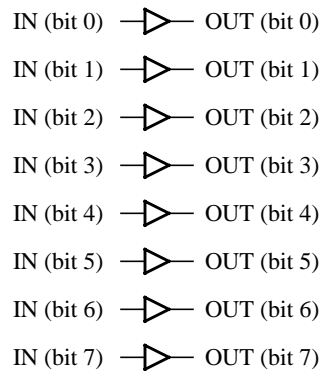 IN (bit 0) OUT (bit 0)
IN (bit 1) OUT (bit 1)
IN (bit 2) OUT (bit 2)
IN (bit 3) OUT (bit 3)
IN (bit 4) OUT (bit 4)
IN (bit 5) OUT (bit 5)
IN (bit 6) OUT (bit 6)
IN (bit 7) OUT (bit 7)